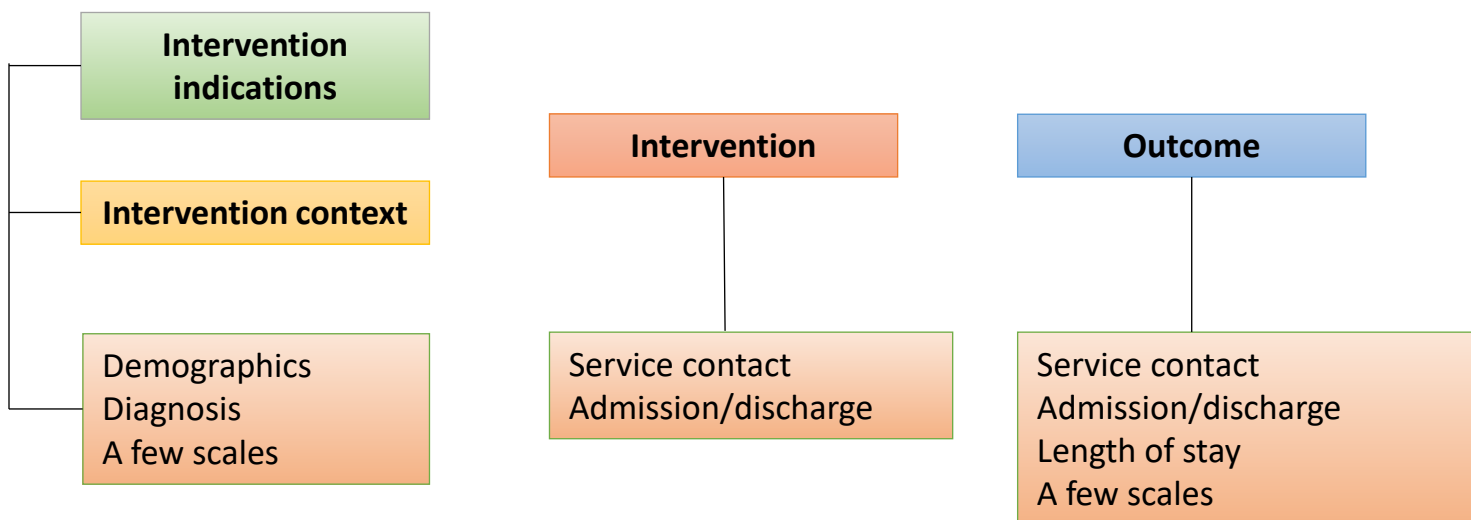 Intervention
indications
Intervention context
Demographics
Diagnosis
A few scales
Intervention
Service contact
Admission/discharge
Outcome
Service contact
Admission/discharge
Length of stay
A few scales